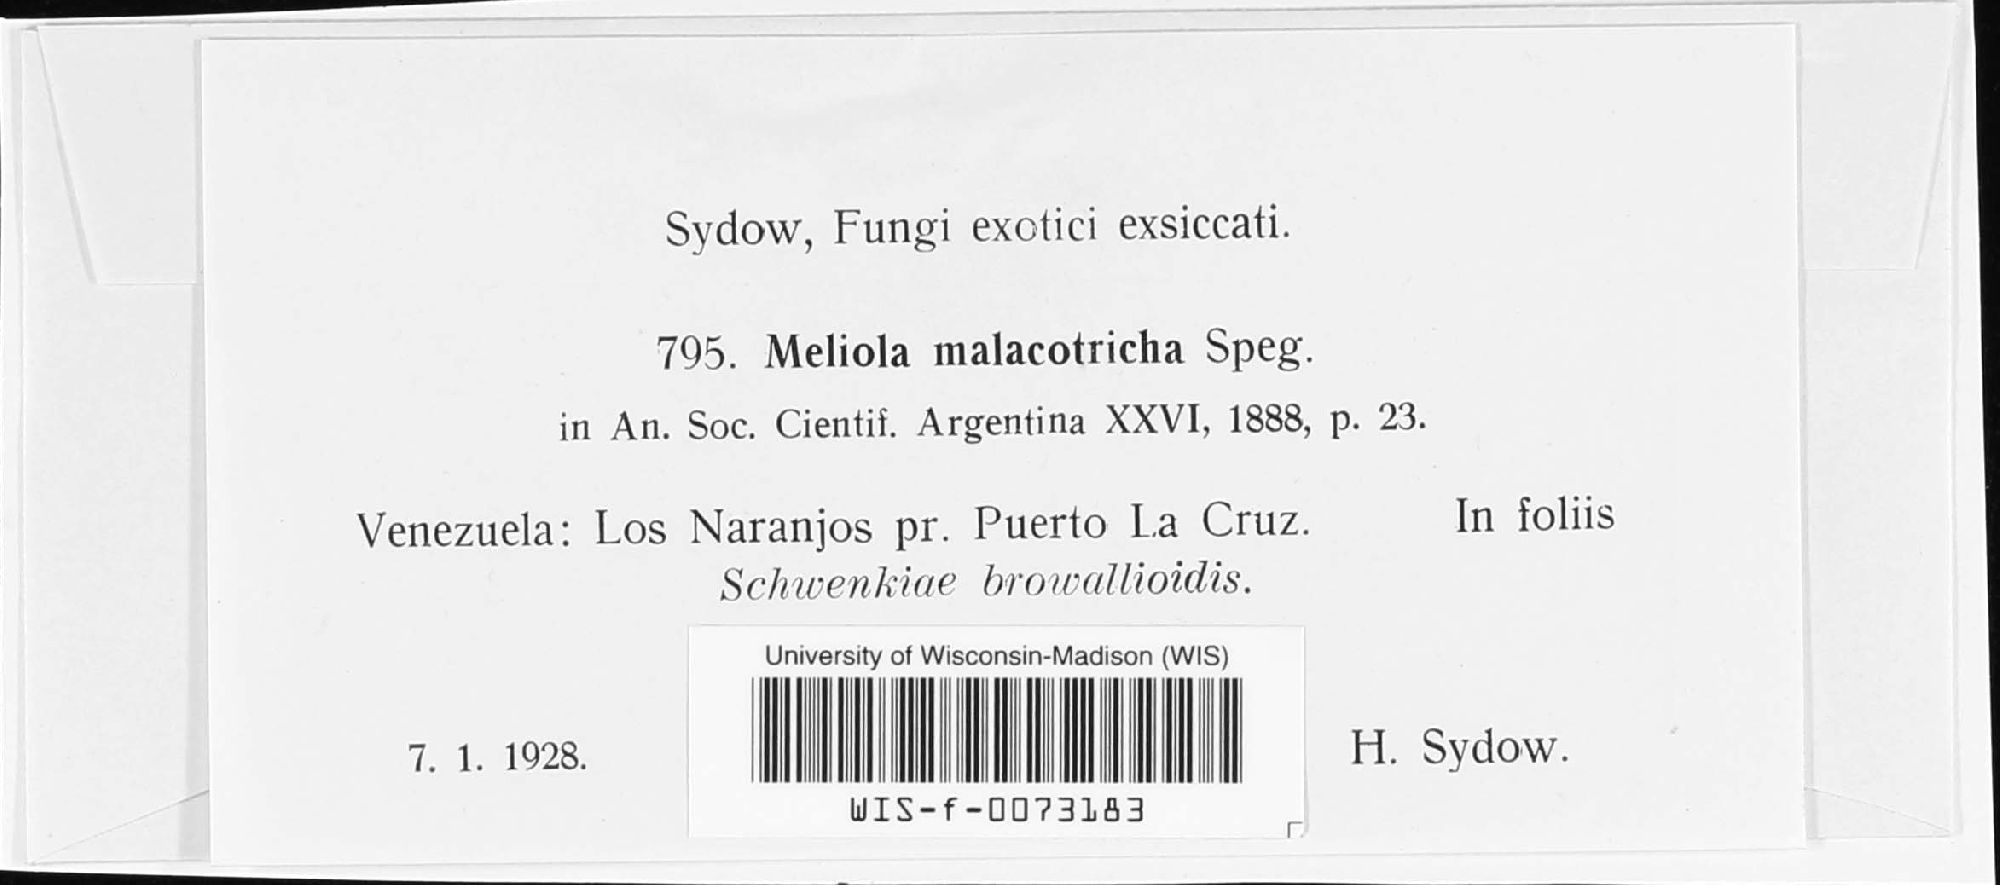 Sydow, Fungi exotici exsiccati.
795. Meliola malacotricha Speg.
in An. Soc. Cientif. Argentina XXVI, 1888, p. 23.
Venezuela: Los Naranjos pr. Puerto La Cruz. In foliis
Schwenkiae browallioidis.
University of Wisconsin-Madison (WIS)
WIS-f-0073183
7. 1. 1928.
H. Sydow.